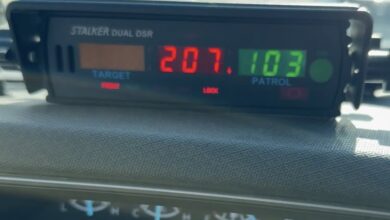 STALKER DUAL DSR
207. 103
TARGET
LOCK
PATROL